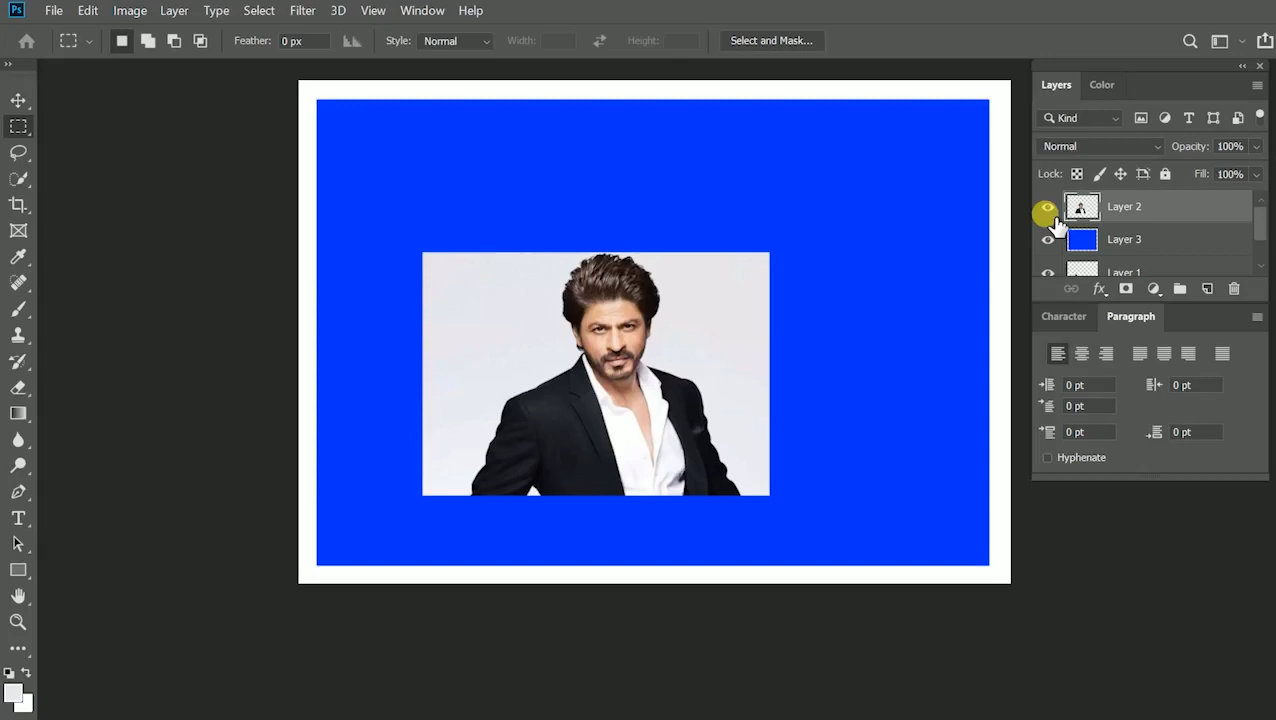 Ps File Edit Image Layer Type Select Filter 3D View Window Help
Feather: 0 px Style: Normal Width: Height: Select and Mask...
Layers Color
Kind
Normal Opacity: 100%
Lock: Fill: 100%
Layer 2
Layer 3
Layer 1
fx
Character Paragraph
0 pt 0 pt
0 pt
0 pt 0 pt
Hyphenate